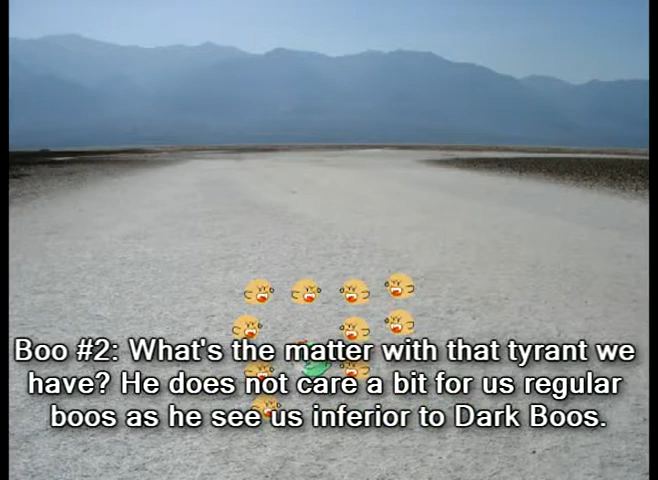 Boo #2: What's the matter with that tyrant we
have? He does not care a bit for us regular
boos as he see us inferior to Dark Boos.